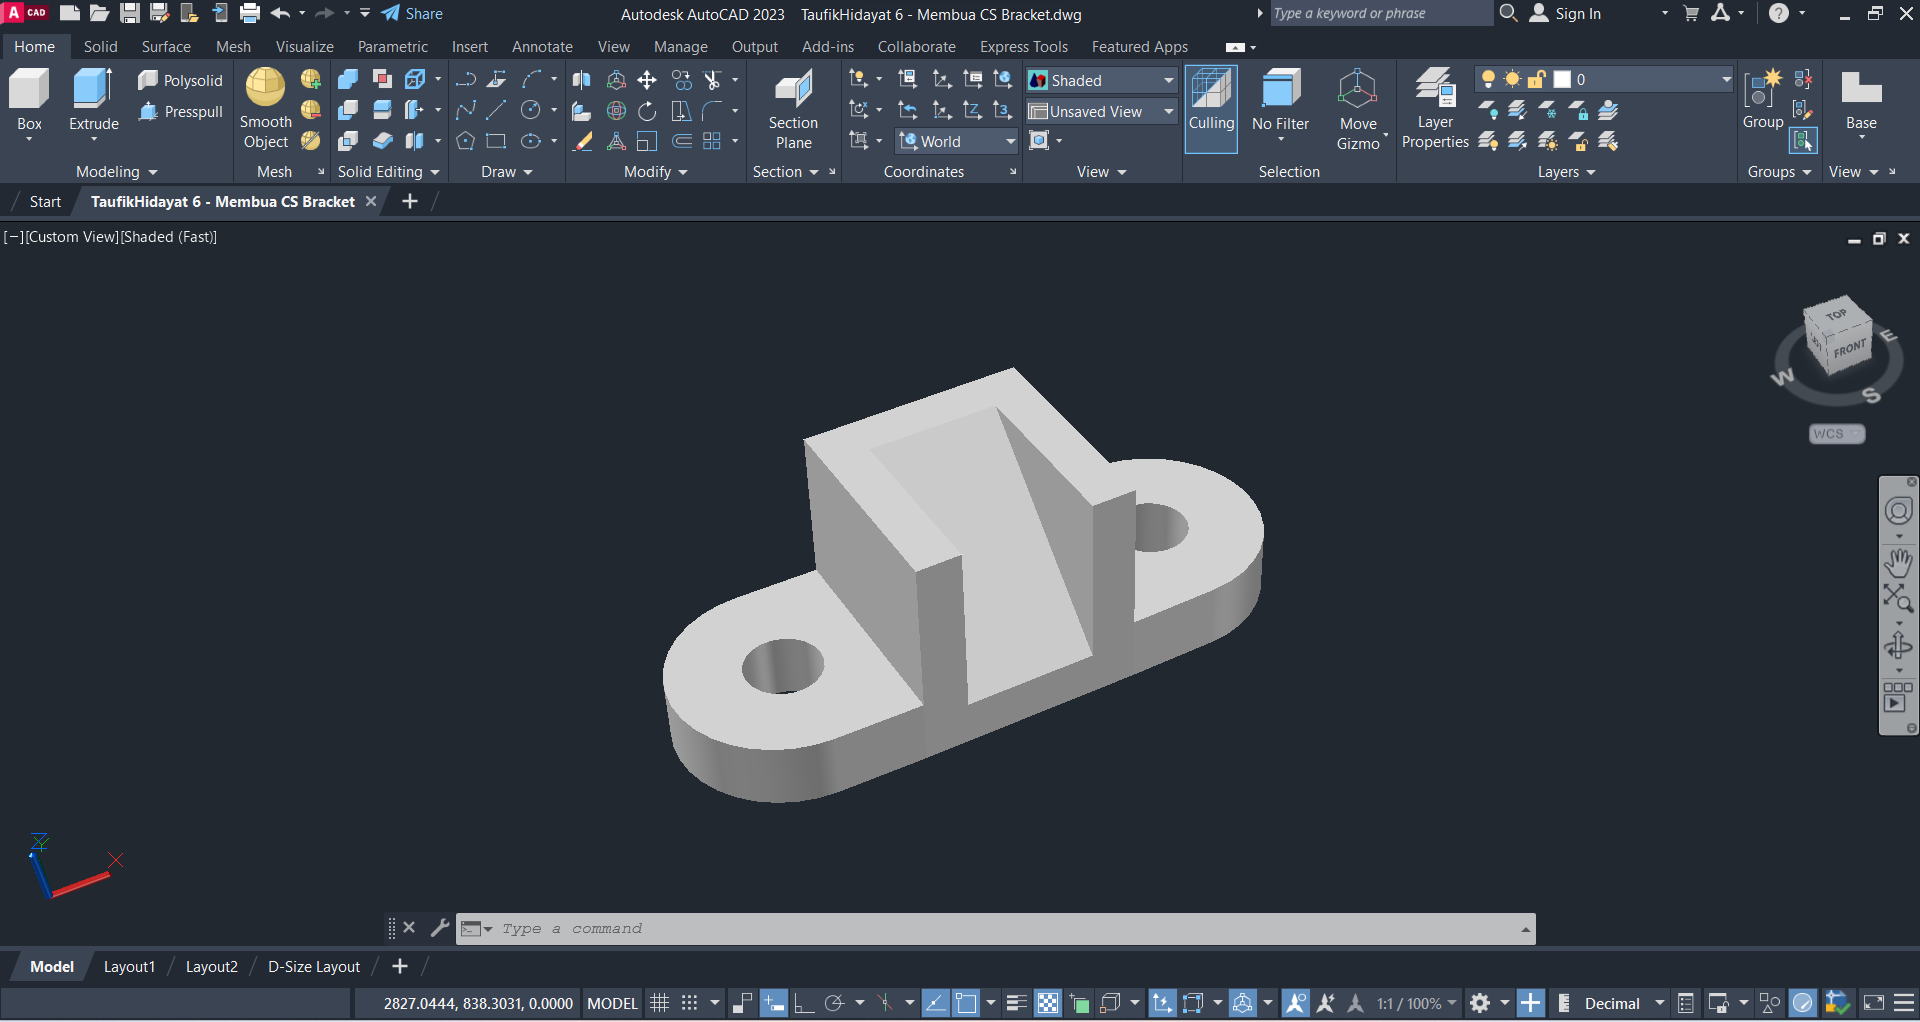 A CAD
Share
Autodesk AutoCAD 2023 TaufikHidayat 6 - Membua CS Bracket.dwg
Type a keyword or phrase
Sign In
Home Solid Surface Mesh Visualize Parametric Insert Annotate View Manage Output Add-ins Collaborate Express Tools Featured Apps
Box
Extrude
Polysolid
Presspull
Modeling
Smooth
Object
Mesh
Solid Editing
Draw
Modify
Section
Plane
Section
World
Coordinates
Shaded
Unsaved View
View
Culling
No Filter
Move
Gizmo
Selection
Layer
Properties
0
Layers
Group
Groups
Base
View
Start
TaufikHidayat 6 - Membua CS Bracket
[−][Custom View][Shaded (Fast)]
TOP
FRONT
E
W
S
WCS
X
Type a command
Model Layout1 Layout2 D-Size Layout
2827.0444, 838.3031, 0.0000 MODEL 1:1 / 100% Decimal